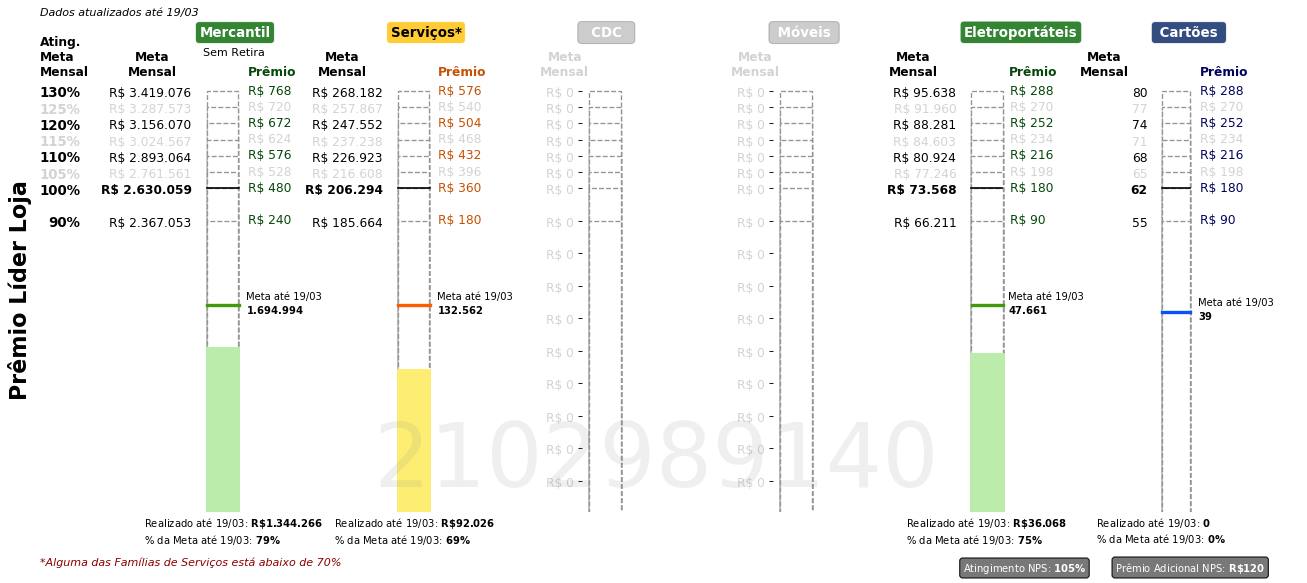 Dados atualizados até 19/03
Mercantil Serviços* CDC Móveis Eletroportáteis Cartões
Sem Retira
Ating. Meta Mensal
Meta Mensal Prêmio Meta Mensal Prêmio Meta Mensal Meta Mensal Meta Mensal Prêmio Meta Mensal Prêmio
130% R$ 3.419.076 R$ 768 R$ 268.182 R$ 576 R$ 0 R$ 0 R$ 95.638 R$ 288 80 R$ 288
125% R$ 3.287.573 R$ 720 R$ 257.867 R$ 540 R$ 0 R$ 0 R$ 91.960 R$ 270 77 R$ 270
120% R$ 3.156.070 R$ 672 R$ 247.552 R$ 504 R$ 0 R$ 0 R$ 88.281 R$ 252 74 R$ 252
115% R$ 3.024.567 R$ 624 R$ 237.238 R$ 468 R$ 0 R$ 0 R$ 84.603 R$ 234 71 R$ 234
110% R$ 2.893.064 R$ 576 R$ 226.923 R$ 432 R$ 0 R$ 0 R$ 80.924 R$ 216 68 R$ 216
105% R$ 2.761.561 R$ 528 R$ 216.608 R$ 396 R$ 0 R$ 0 R$ 77.246 R$ 198 65 R$ 198
100% R$ 2.630.059 R$ 480 R$ 206.294 R$ 360 R$ 0 R$ 0 R$ 73.568 R$ 180 62 R$ 180
90% R$ 2.367.053 R$ 240 R$ 185.664 R$ 180 R$ 0 R$ 0 R$ 66.211 R$ 90 55 R$ 90
R$ 0 R$ 0
R$ 0 R$ 0
Meta até 19/03 Meta até 19/03 Meta até 19/03 Meta até 19/03
1.694.994 132.562 47.661 39
R$ 0 R$ 0
R$ 0 R$ 0
R$ 0 R$ 0
R$ 0 R$ 0
R$ 0 R$ 0
R$ 0 R$ 0
Prêmio Líder Loja
2102989140
Realizado até 19/03: R$1.344.266 Realizado até 19/03: R$92.026 Realizado até 19/03: R$36.068 Realizado até 19/03: 0
% da Meta até 19/03: 79% % da Meta até 19/03: 69% % da Meta até 19/03: 75% % da Meta até 19/03: 0%
*Alguma das Famílias de Serviços está abaixo de 70%
Atingimento NPS: 105% Prêmio Adicional NPS: R$120